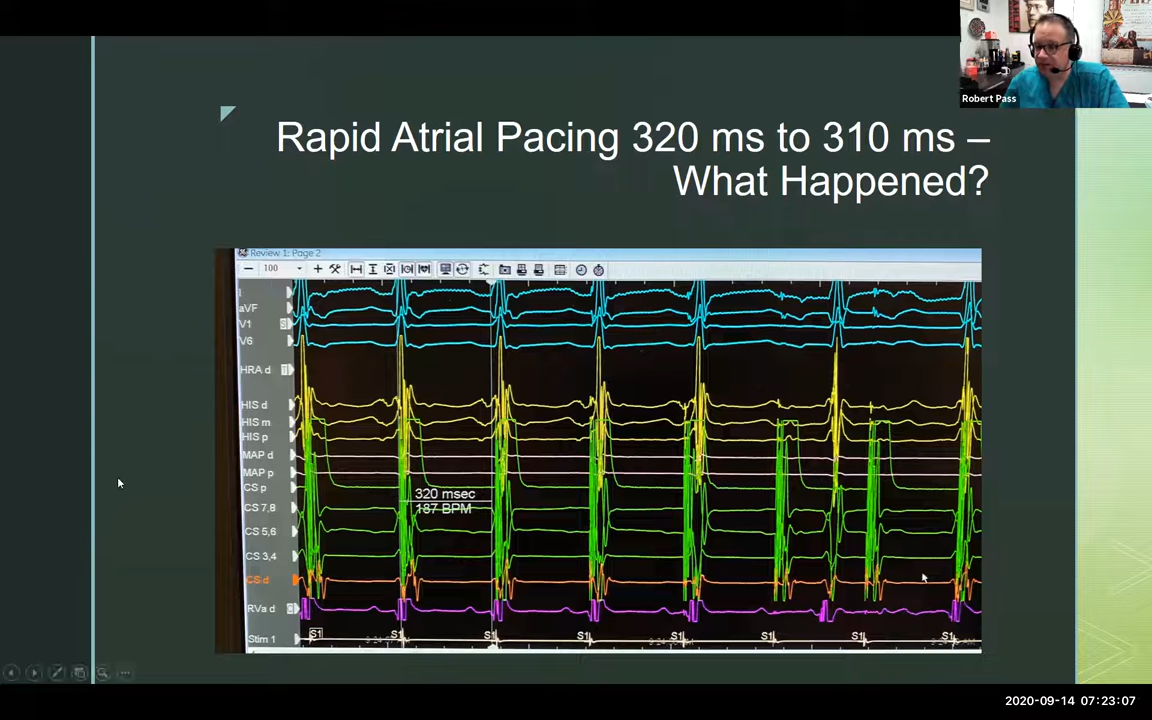 Robert Pass
Rapid Atrial Pacing 320 ms to 310 ms –
What Happened?
Review 1: Page 2
100
I
aVF
V1
S
V6
HRA d
1
HIS d
HIS m
HIS p
MAP d
MAP p
CS p
320 msec
187 BPM
CS 7,8
CS 5,6
CS 3,4
CS d
RVa d
C
Stim 1
S1 S1 S1 S1 S1 S1 S1 S1
2020-09-14 07:23:07